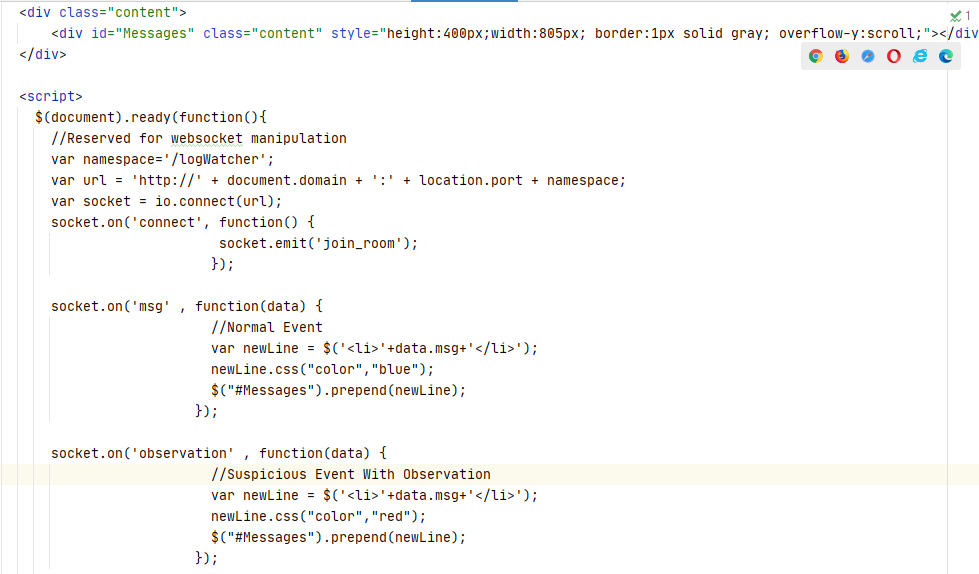 <div class="content">
    <div id="Messages" class="content" style="height:400px;width:805px; border:1px solid gray; overflow-y:scroll;"></div
</div>
1
<script>
  $(document).ready(function(){
    //Reserved for websocket manipulation
    var namespace='/logWatcher';
    var url = 'http://' + document.domain + ':' + location.port + namespace;
    var socket = io.connect(url);
    socket.on('connect', function() {
                         socket.emit('join_room');
                        });
    socket.on('msg' , function(data) {
                        //Normal Event
                        var newLine = $('<li>'+data.msg+'</li>');
                        newLine.css("color","blue");
                        $("#Messages").prepend(newLine);
                      });
    socket.on('observation' , function(data) {
                        //Suspicious Event With Observation
                        var newLine = $('<li>'+data.msg+'</li>');
                        newLine.css("color","red");
                        $("#Messages").prepend(newLine);
                      });